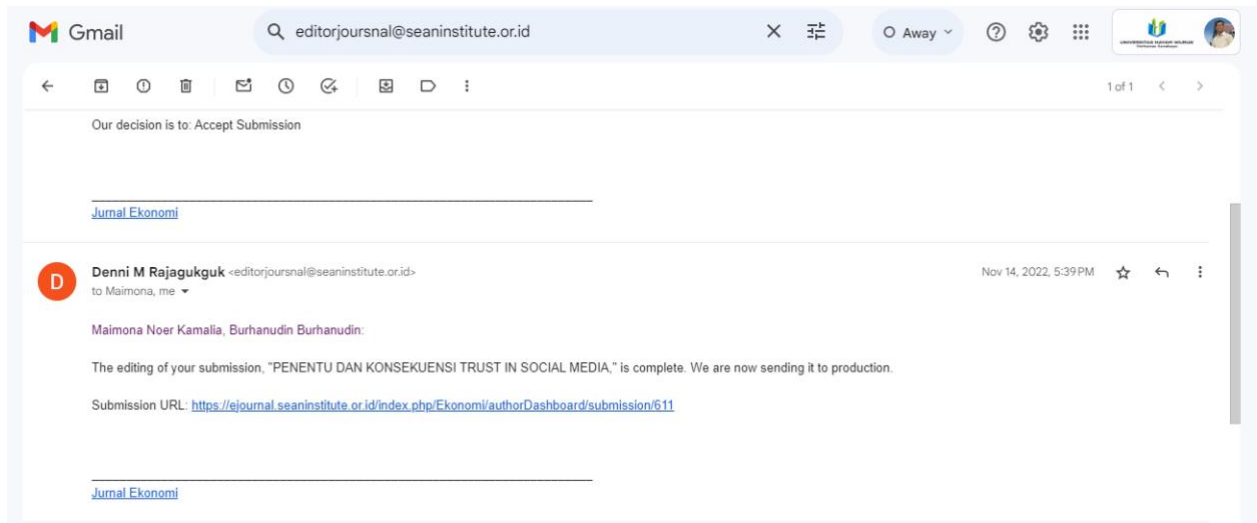 Gmail
editorjoursnal@seaninstitute.or.id
Away
1 of 1
Our decision is to: Accept Submission
Jurnal Ekonomi
D
Denni M Rajagukguk <editorjoursnal@seaninstitute.or.id>
Nov 14, 2022, 5:39 PM
to Maimona, me
Maimona Noer Kamalia, Burhanudin Burhanudin:
The editing of your submission, "PENENTU DAN KONSEKUENSI TRUST IN SOCIAL MEDIA," is complete. We are now sending it to production.
Submission URL: https://ejournal.seaninstitute.or.id/index.php/Ekonomi/authorDashboard/submission/611
Jurnal Ekonomi